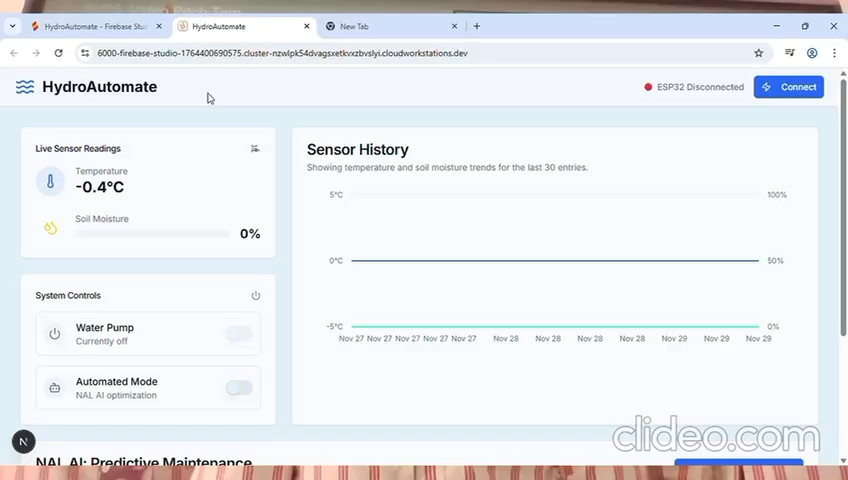 HydroAutomate - Firebase Studio
HydroAutomate
New Tab
6000-firebase-studio-1764400690575.cluster-nzwlpk54dvagsxetkvxzbvslyi.cloudworkstations.dev
HydroAutomate
ESP32 Disconnected
Connect
Live Sensor Readings
Temperature
-0.4°C
Soil Moisture
0%
System Controls
Water Pump
Currently off
Automated Mode
NAL AI optimization
Sensor History
Showing temperature and soil moisture trends for the last 30 entries.
5°C
100%
0°C
50%
-5°C
0%
Nov 27 Nov 27 Nov 27 Nov 27 Nov 27 Nov 28 Nov 28 Nov 28 Nov 28 Nov 29 Nov 29 Nov 29
N
clideo.com
NAL AI: Predictive Maintenance